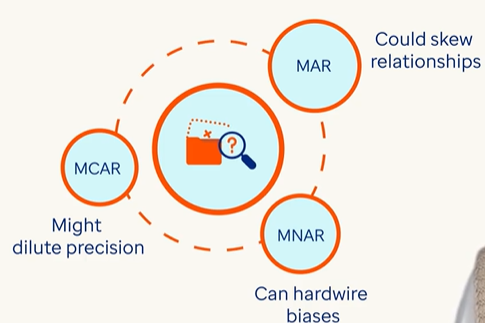 MAR
Could skew
relationships
?
MCAR
Might
dilute precision
MNAR
Can hardwire
biases